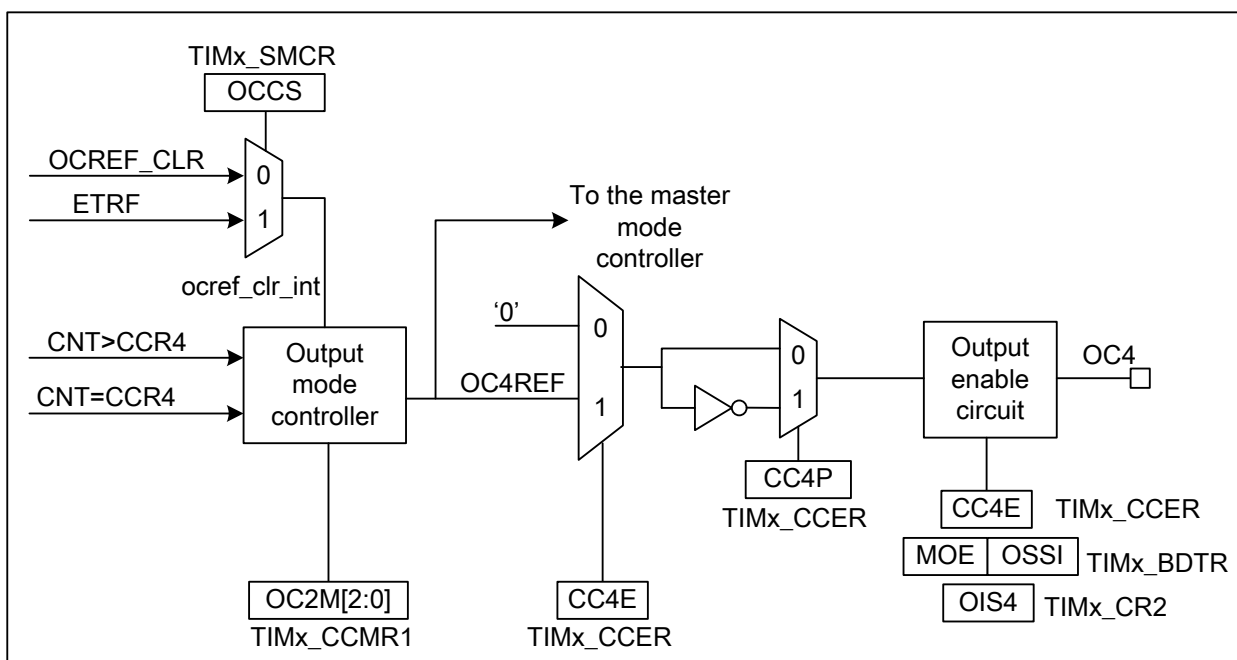 TIMx_SMCR
OCCS
OCREF_CLR
0
ETRF
1
To the master
mode
controller
ocref_clr_int
'0'
0
CNT>CCR4
Output
mode
controller
0
Output
enable
circuit
OC4
OC4REF
CNT=CCR4
1
1
CC4P
TIMx_CCER
CC4E
TIMx_CCER
MOE
OSSI
TIMx_BDTR
OC2M[2:0]
CC4E
OIS4
TIMx_CR2
TIMx_CCMR1
TIMx_CCER